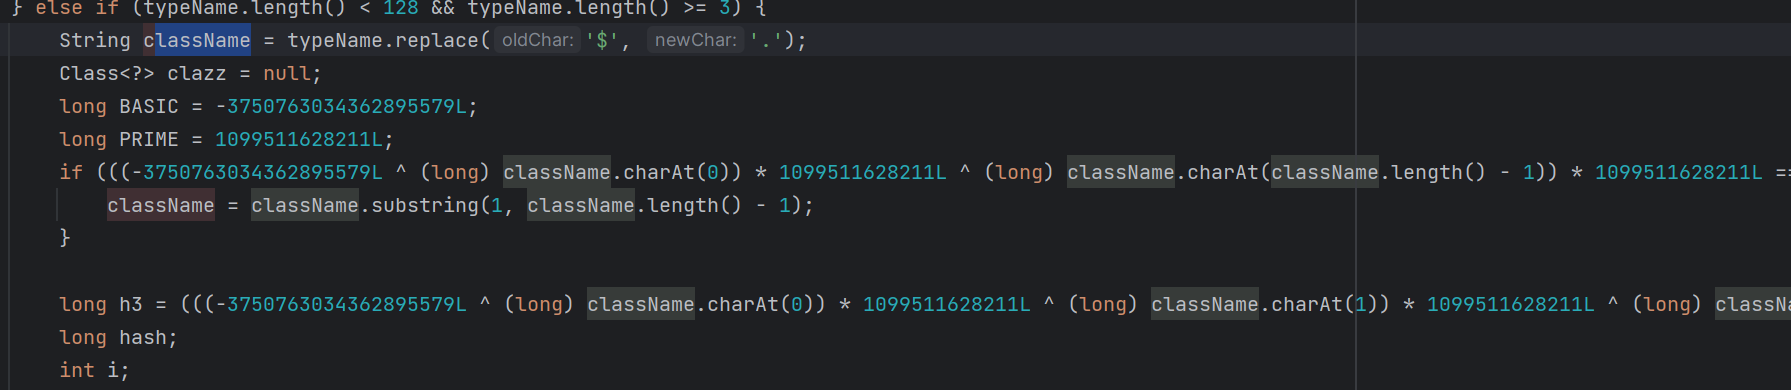 } else if (typeName.length() < 128 && typeName.length() >= 3) {
String className = typeName.replace( oldChar: '$', newChar: '.');
Class<?> clazz = null;
long BASIC = -3750763034362895579L;
long PRIME = 1099511628211L;
if (((-3750763034362895579L ^ (long) className.charAt(0)) * 1099511628211L ^ (long) className.charAt(className.length() - 1)) * 1099511628211L ==
className = className.substring(1, className.length() - 1);
}
long h3 = (((-3750763034362895579L ^ (long) className.charAt(0)) * 1099511628211L ^ (long) className.charAt(1)) * 1099511628211L ^ (long) classNa
long hash;
int i;